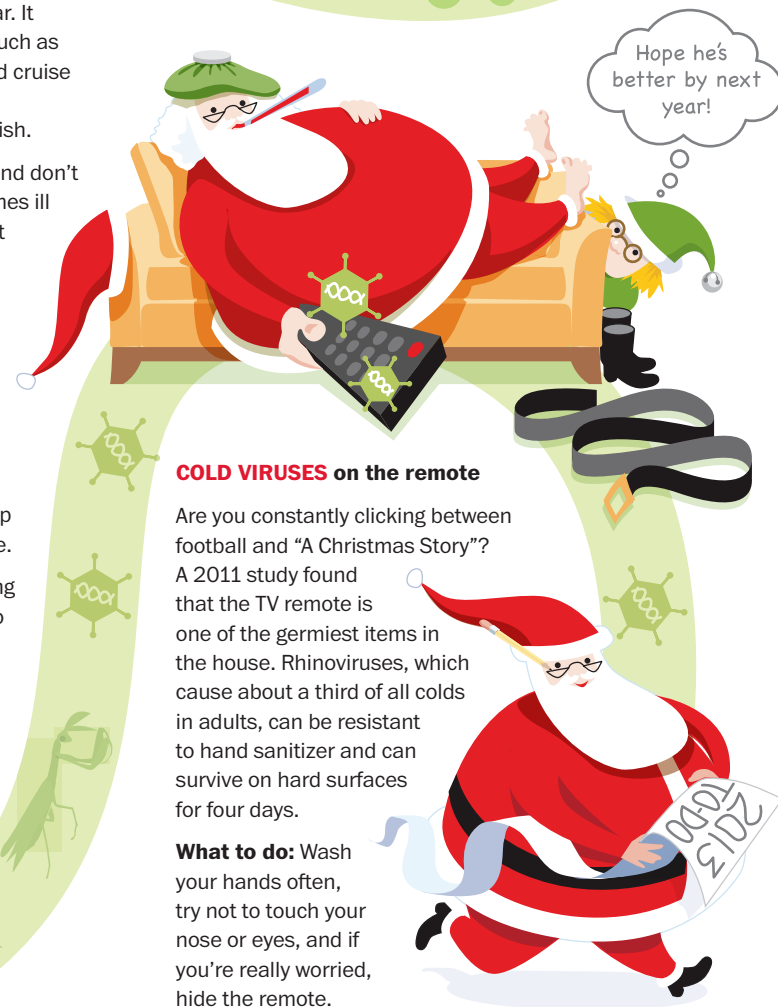 ar. It
uch as
d cruise
ish.
nd don’t
nes ill
t
p
e.
ng
o
Hope he's
better by next
year!
COLD VIRUSES on the remote
Are you constantly clicking between
football and “A Christmas Story”?
A 2011 study found
that the TV remote is
one of the germiest items in
the house. Rhinoviruses, which
cause about a third of all colds
in adults, can be resistant
to hand sanitizer and can
survive on hard surfaces
for four days.
What to do: Wash
your hands often,
try not to touch your
nose or eyes, and if
you’re really worried,
hide the remote.
2013
TO-DO